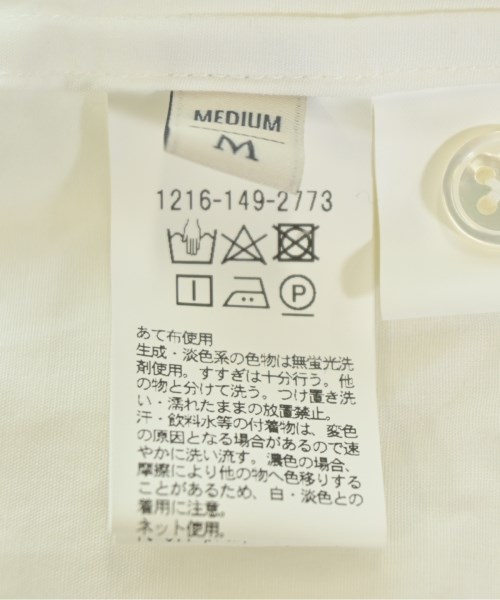 MEDIUM
M
1216-149-2773
P
あて布使用
生成・淡色系の色物は無蛍光洗
剤使用。すすぎは十分行う。他
の物と分けて洗う。つけ置き洗
い・濡れたままの放置禁止。
汗・飲料水等の付着物は、変色
の原因となる場合があるので速
やかに洗い流す。濃色の場合、
摩擦により他の物へ色移りする
ことがあるため、白・淡色との
着用に注意。
ネット使用。